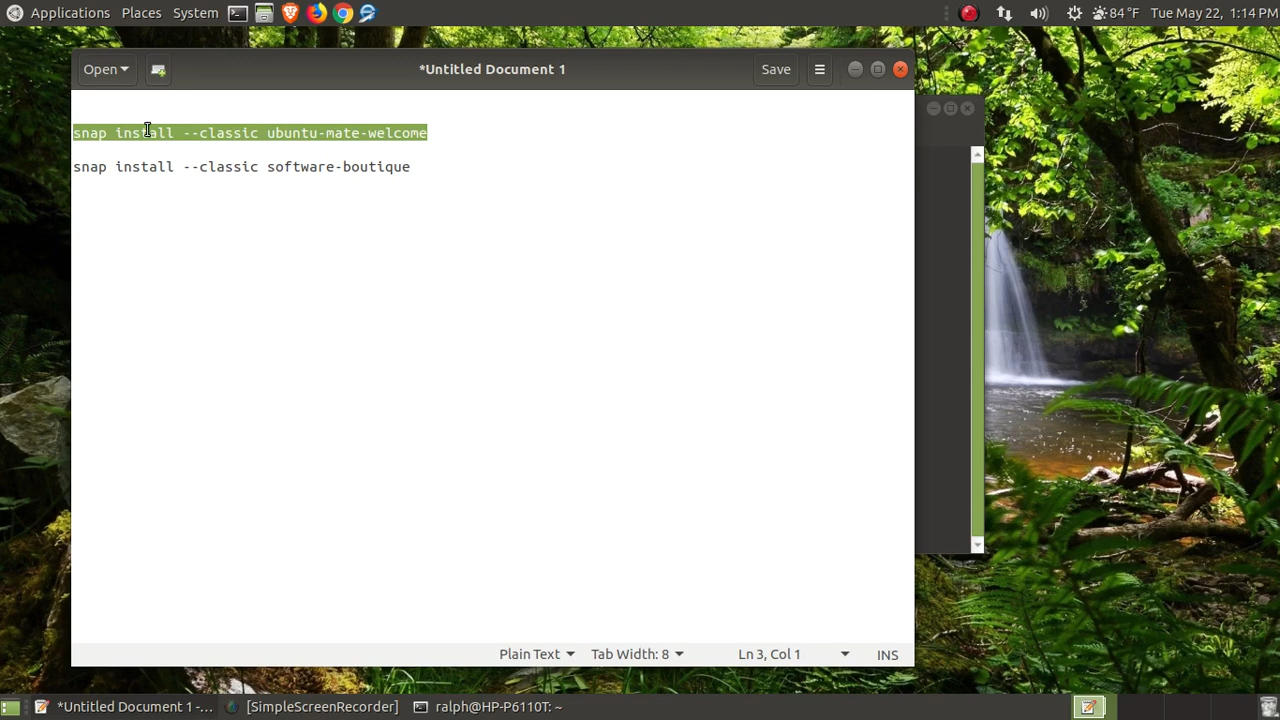 Applications Places System 84 °F Tue May 22, 1:14 PM
Open *Untitled Document 1 Save
snap install --classic ubuntu-mate-welcome
snap install --classic software-boutique
Plain Text Tab Width: 8 Ln 3, Col 1 INS
*Untitled Document 1 -... [SimpleScreenRecorder] ralph@HP-P6110T: ~